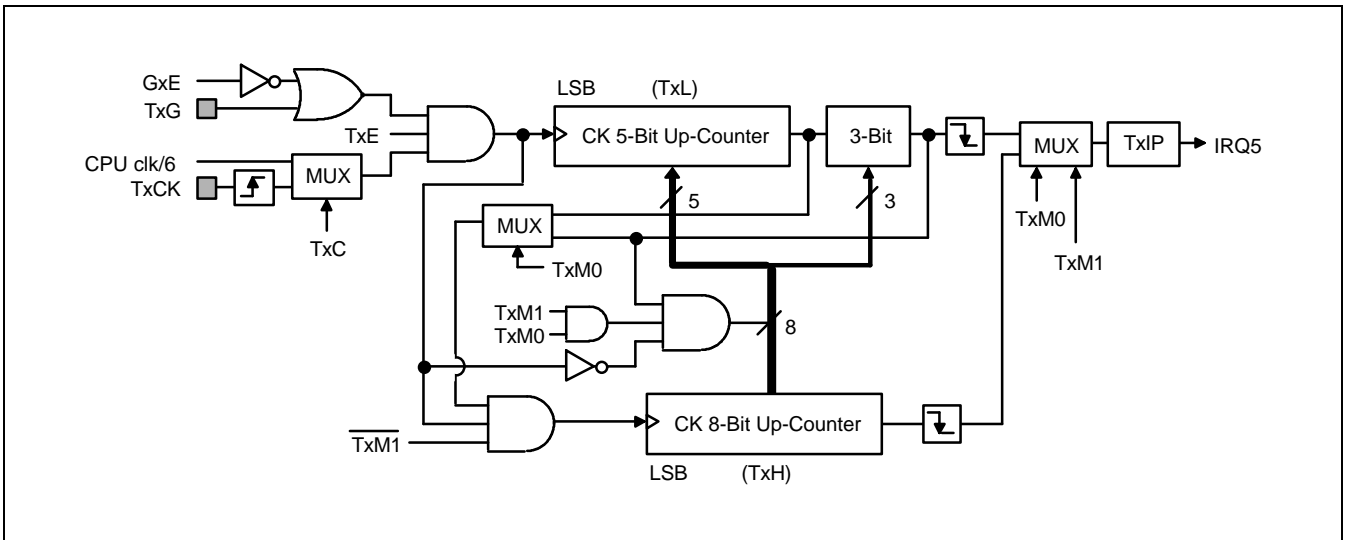 GxE
TxG
TxE
CPU clk/6
TxCK
MUX
TxC
LSB (TxL)
CK 5-Bit Up-Counter
3-Bit
MUX
TxIP
IRQ5
TxM0
TxM1
5
3
MUX
TxM0
TxM1
TxM0
8
TxM1
CK 8-Bit Up-Counter
LSB (TxH)